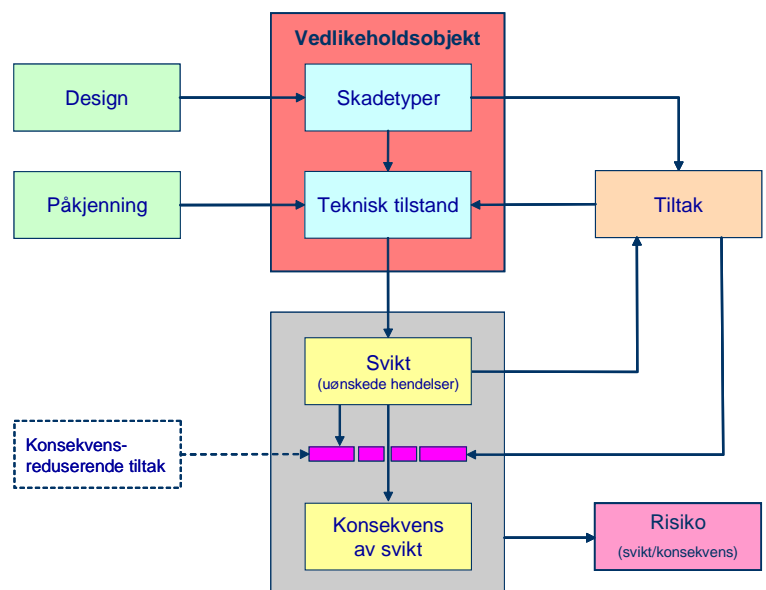 Vedlikeholdsobjekt
Design
Skadetyper
Påkjenning
Teknisk tilstand
Tiltak
Svikt
(uønskede hendelser)
Konsekvens-
reduserende tiltak
Konsekvens
av svikt
Risiko
(svikt/konsekvens)